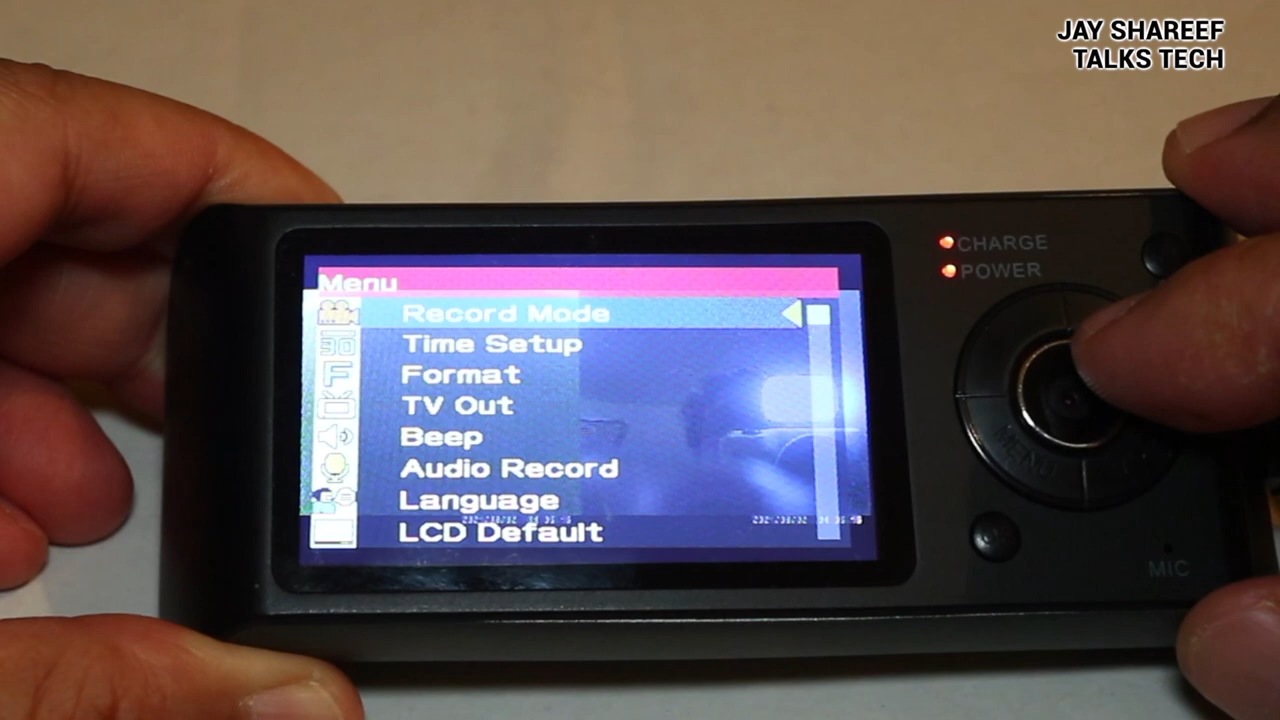 JAY SHAREEF
TALKS TECH
CHARGE
POWER
Menu
Record Mode
Time Setup
Format
TV Out
Beep
Audio Record
Language
LCD Default
MENU
MIC